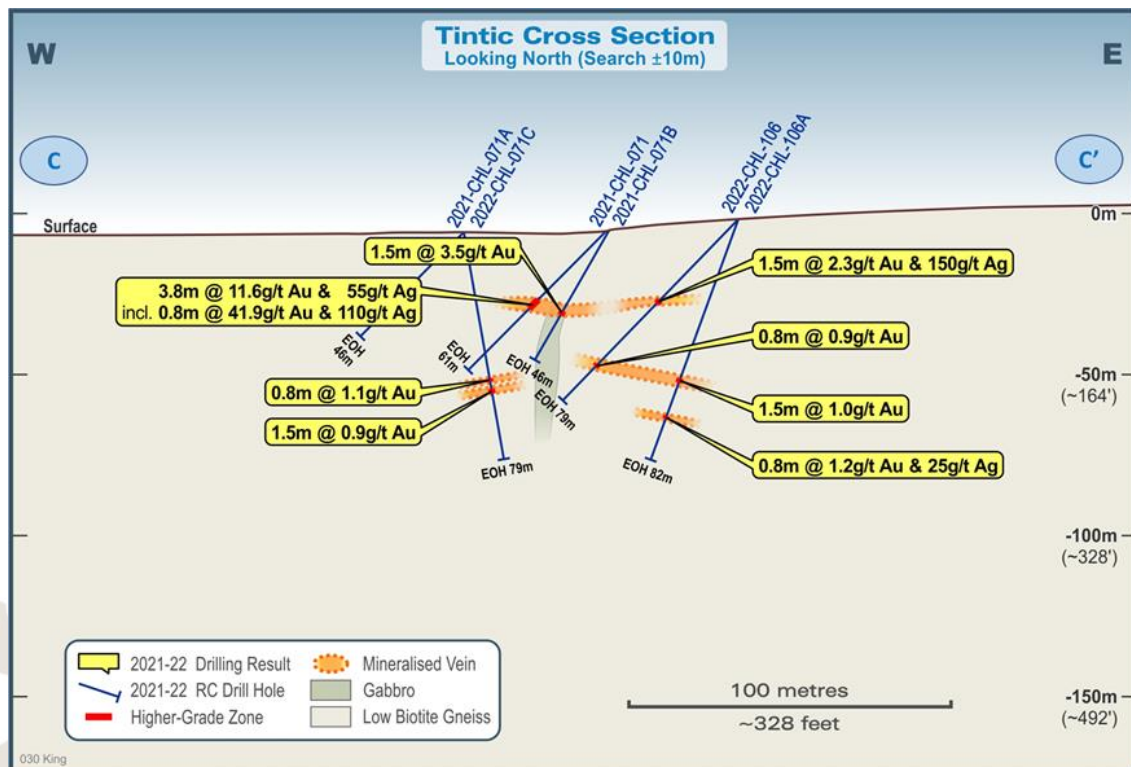 Tintic Cross Section
Looking North (Search ±10m)
W
E
C
C’
2021-CHL-071A
2022-CHL-071C
2021-CHL-071
2021-CHL-071B
2022-CHL-106
2022-CHL-106A
Surface
0m
1.5m @ 3.5g/t Au
1.5m @ 2.3g/t Au & 150g/t Ag
3.8m @ 11.6g/t Au & 55g/t Ag
incl. 0.8m @ 41.9g/t Au & 110g/t Ag
0.8m @ 0.9g/t Au
EOH
46m
EOH
61m
EOH 46m
EOH 79m
-50m
(~164')
0.8m @ 1.1g/t Au
1.5m @ 1.0g/t Au
1.5m @ 0.9g/t Au
EOH 79m
EOH 82m
0.8m @ 1.2g/t Au & 25g/t Ag
-100m
(~328')
2021-22 Drilling Result
2021-22 RC Drill Hole
Higher-Grade Zone
Mineralised Vein
Gabbro
Low Biotite Gneiss
100 metres
~328 feet
-150m
(~492')
030 King